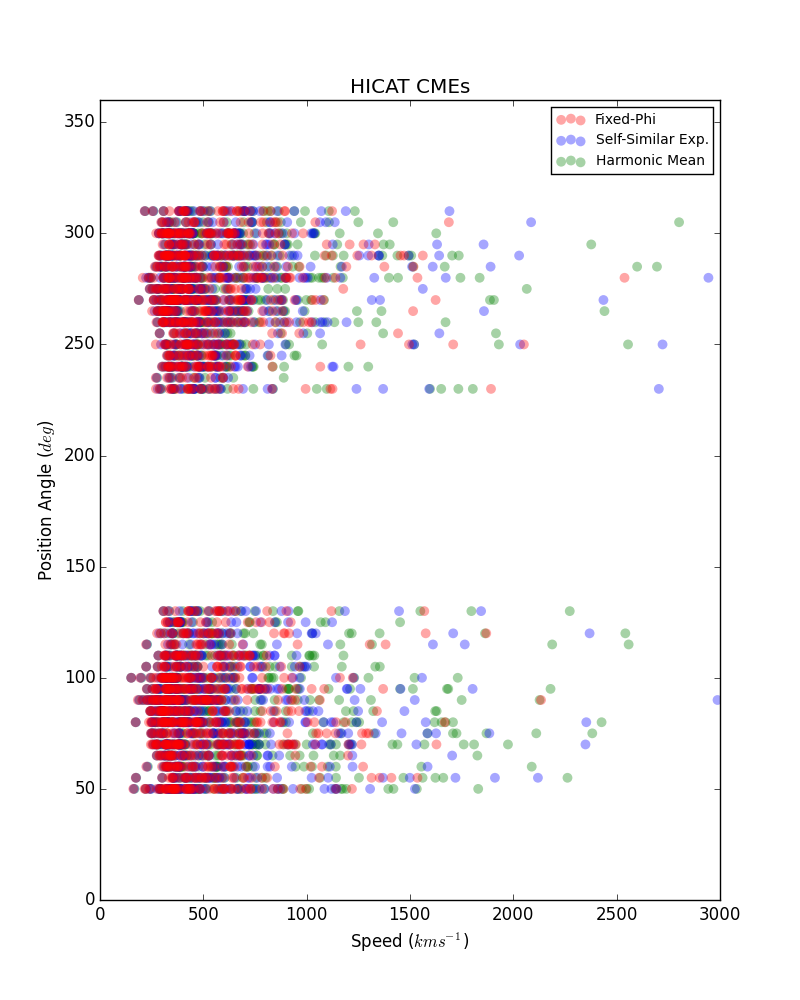 HICAT CMEs
Fixed-Phi
Self-Similar Exp.
Harmonic Mean
Position Angle (deg)
350
300
250
200
150
100
50
0
0 500 1000 1500 2000 2500 3000
Speed (kms⁻¹)